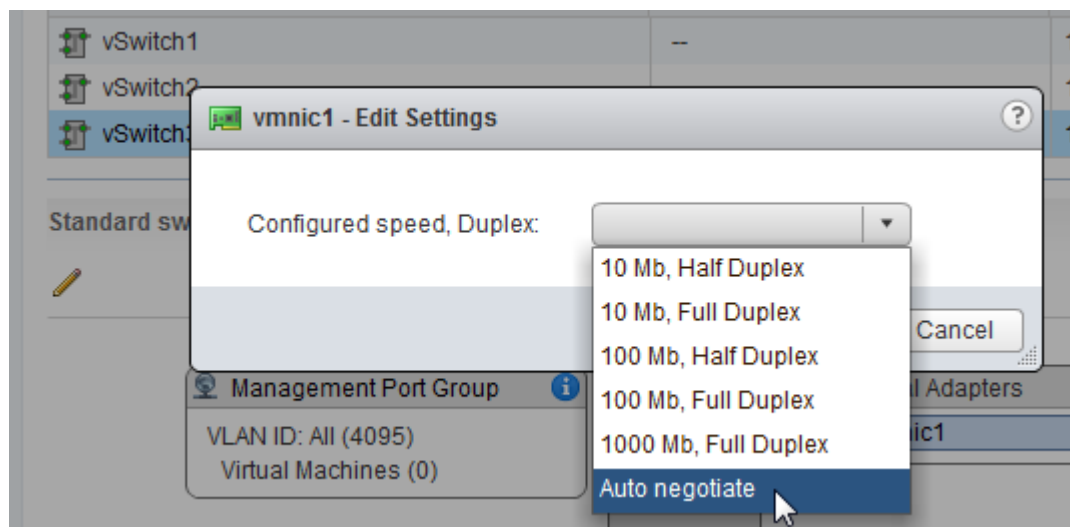 vSwitch1
--
vSwitch2
vmnic1 - Edit Settings
?
vSwitch
Standard sw
Configured speed, Duplex:
10 Mb, Half Duplex
10 Mb, Full Duplex
100 Mb, Half Duplex
100 Mb, Full Duplex
1000 Mb, Full Duplex
Auto negotiate
Cancel
Management Port Group
i
l Adapters
VLAN ID: All (4095)
nic1
Virtual Machines (0)